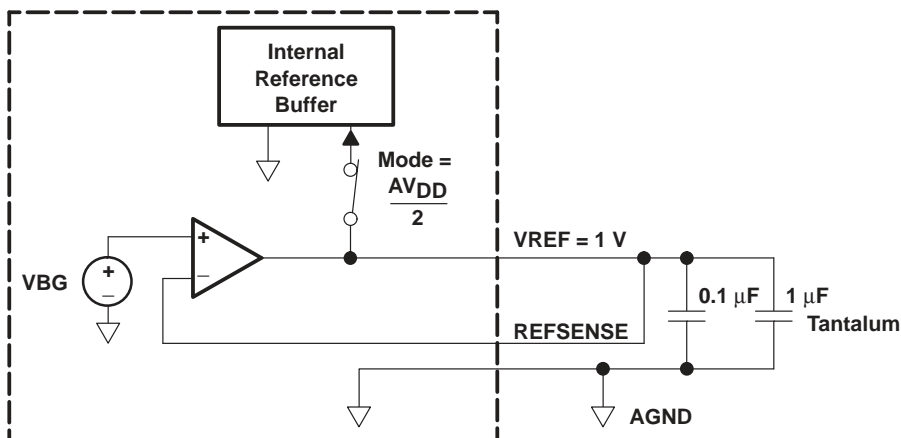 Internal
Reference
Buffer
Mode =
AVDD
2
+
−
VBG
+
−
VREF = 1 V
0.1 μF
1 μF
Tantalum
REFSENSE
AGND